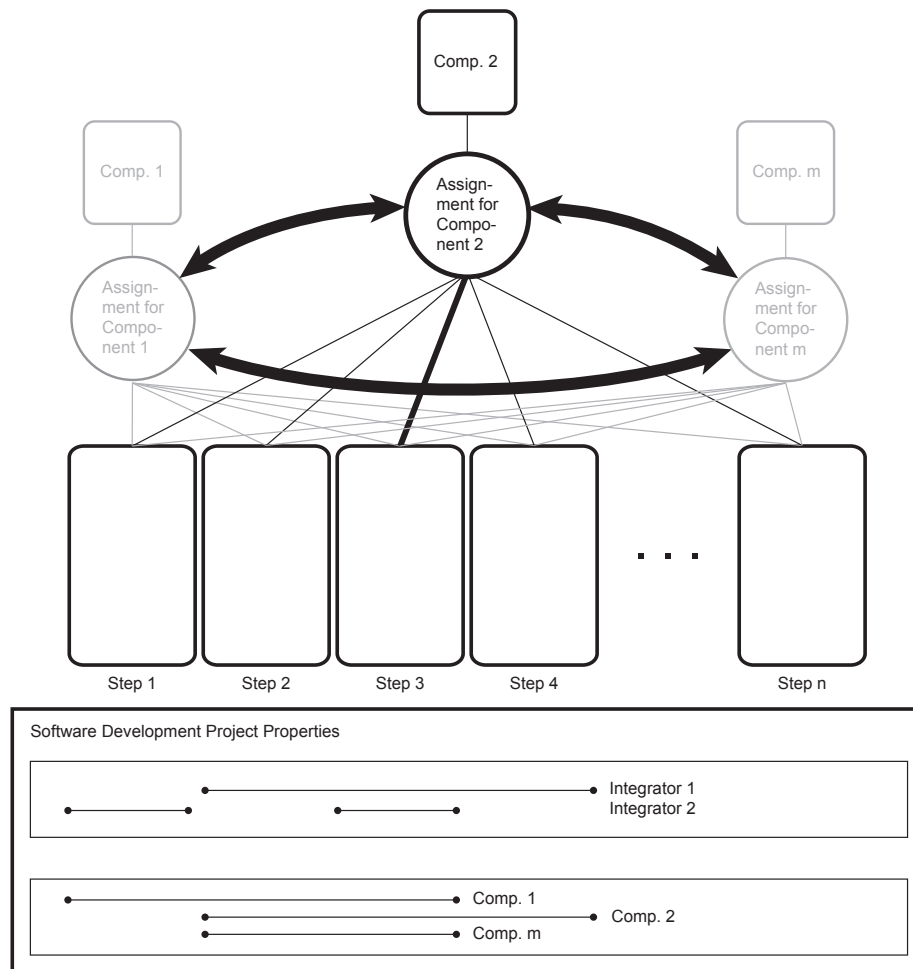 Comp. 2
Comp. 1
Comp. m
Assign-
ment for
Compo-
nent 2
Assign-
ment for
Compo-
nent 1
Assign-
ment for
Compo-
nent m
Step 1
Step 2
Step 3
Step 4
. . .
Step n
Software Development Project Properties
Integrator 1
Integrator 2
Comp. 1
Comp. 2
Comp. m